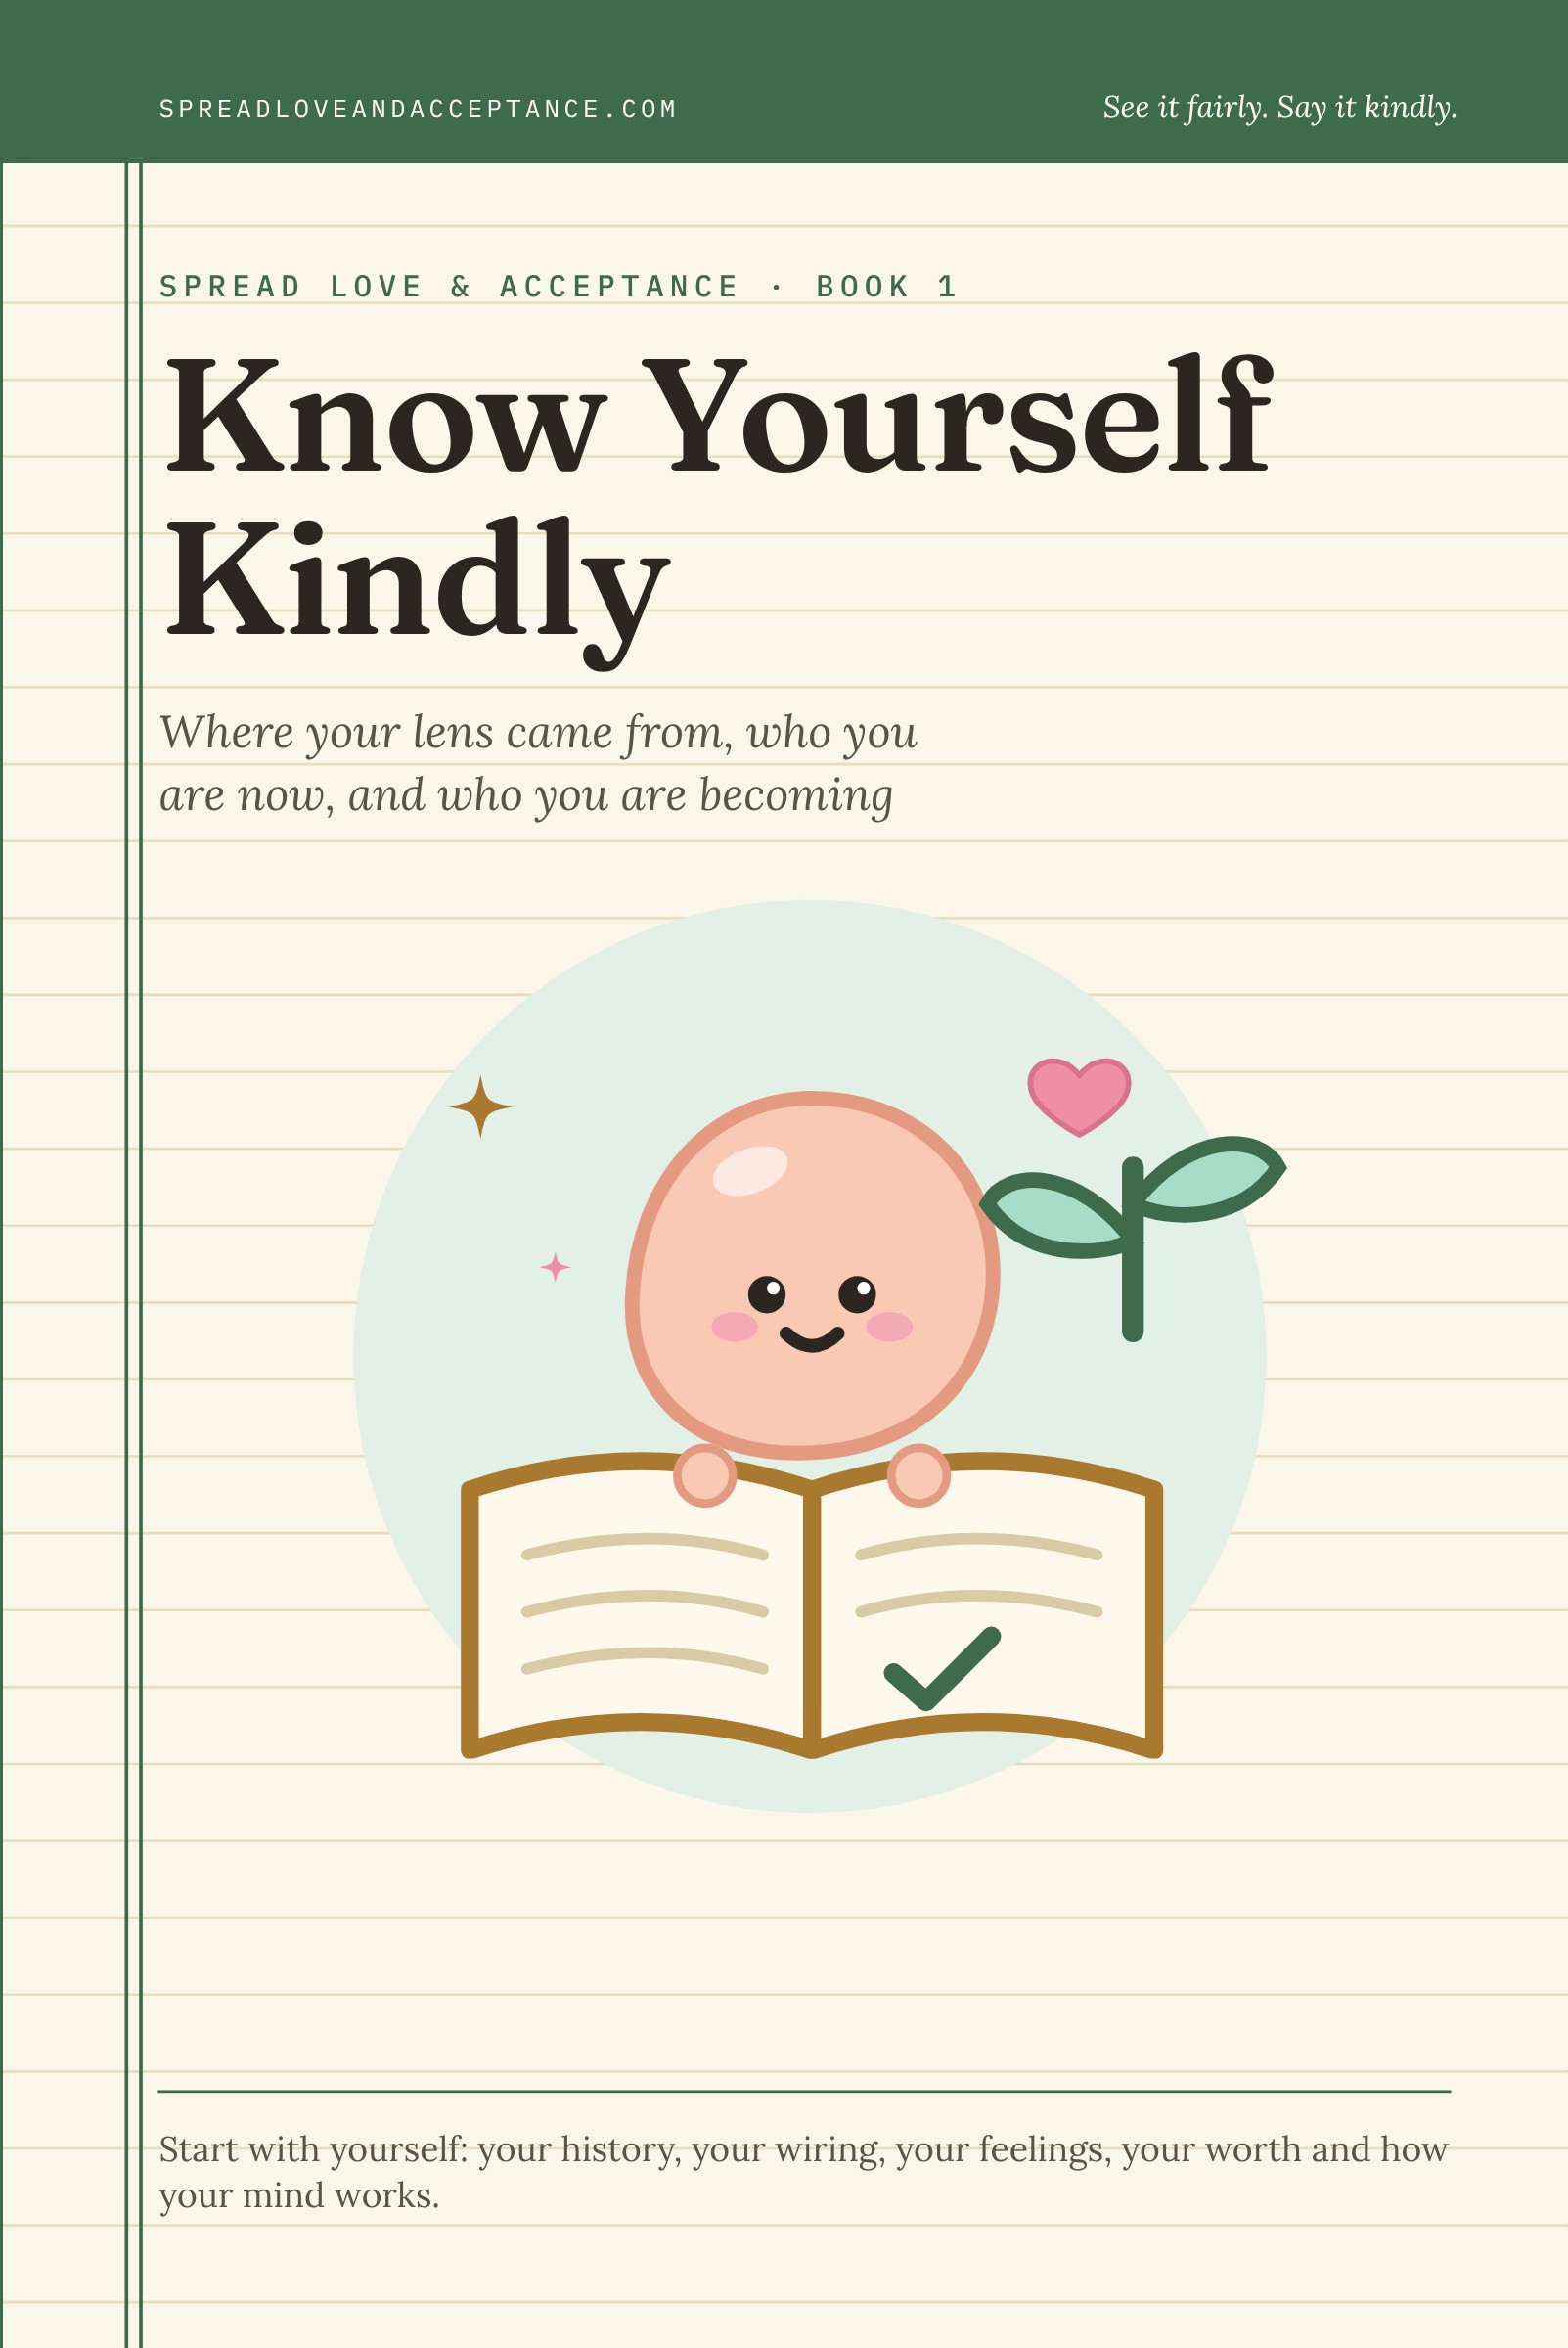 SPREADLOVEANDACCEPTANCE.COM
See it fairly. Say it kindly.
SPREAD LOVE & ACCEPTANCE · BOOK 1
Know Yourself
Kindly
Where your lens came from, who you
are now, and who you are becoming
Start with yourself: your history, your wiring, your feelings, your worth and how
your mind works.